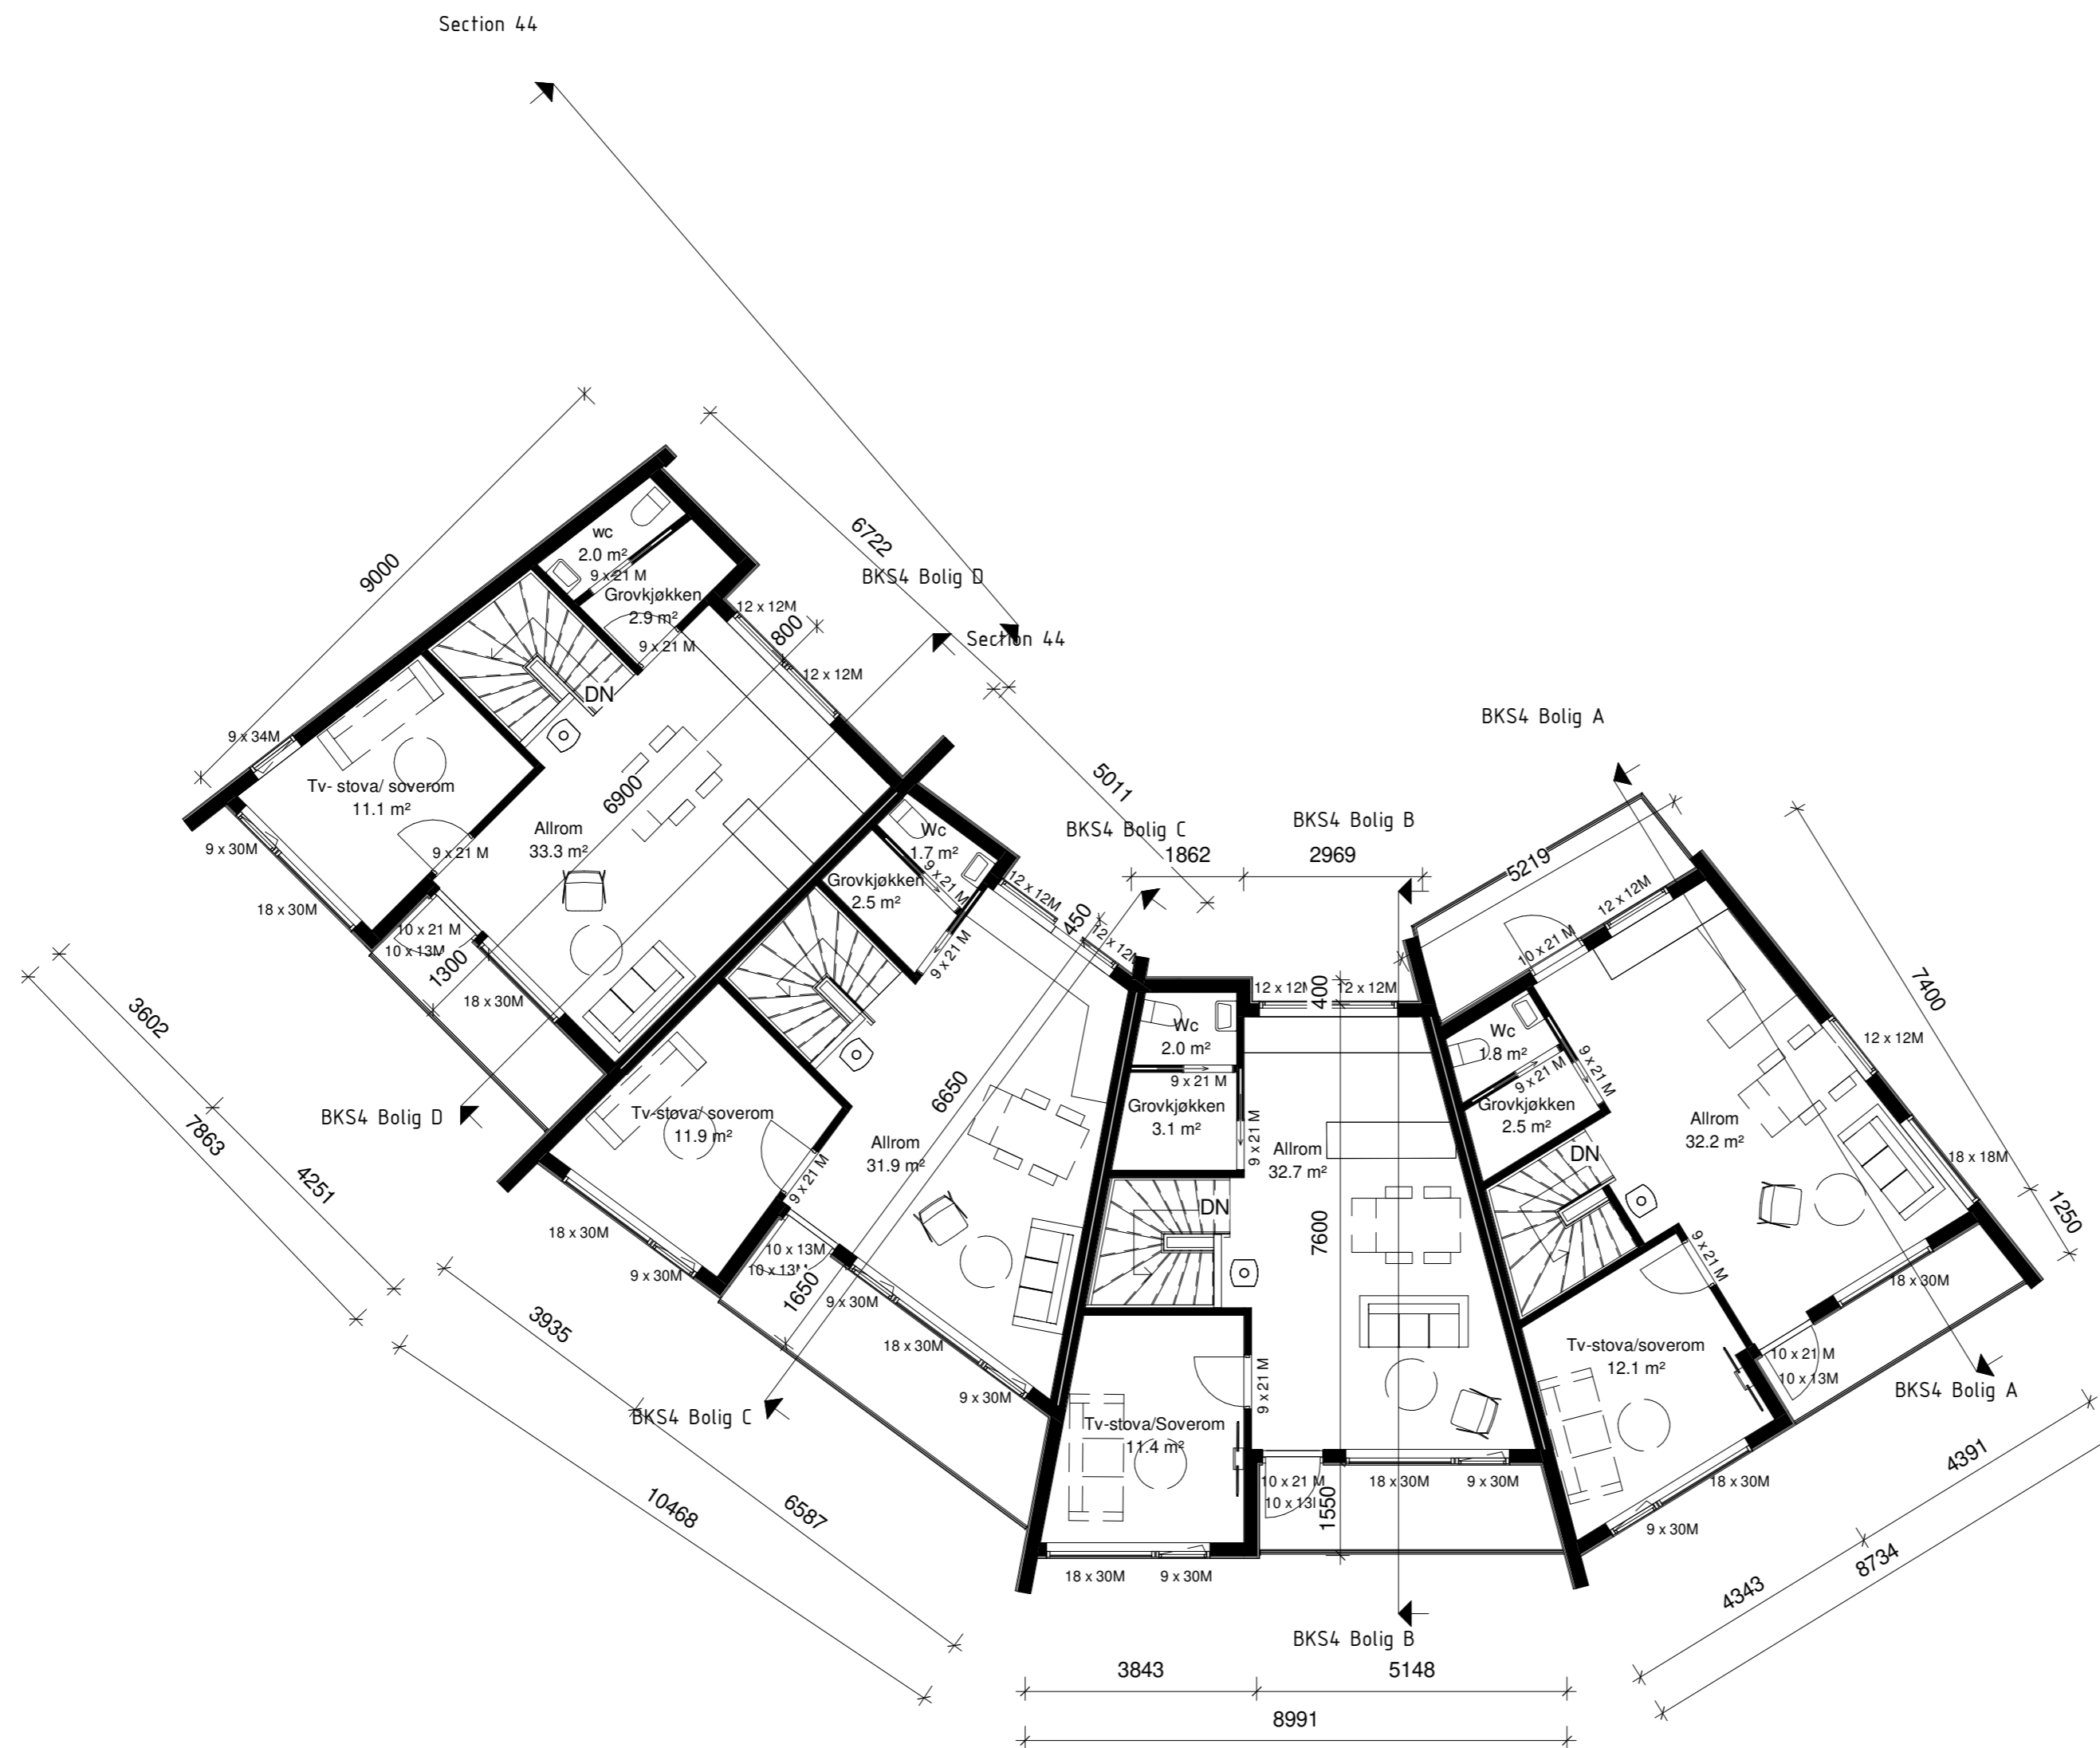 Section 44
9000
6722
BKS4 Bolig D
Section 44
wc
2.0 m²
9 x 21 M
Grovkjøkken
2.9 m²
9 x 21 M
12 x 12M
800
12 x 12M
DN
9 x 34M
Tv- stova/ soverom
11.1 m²
6900
Allrom
33.3 m²
9 x 30M
9 x 21 M
18 x 30M
10 x 21 M
10 x 13M
1300
18 x 30M
BKS4 Bolig D
3602
7863
4251
5011
BKS4 Bolig C
Wc
1.7 m²
9 x 21 M
Grovkjøkken
2.5 m²
9 x 21 M
12 x 12M
450
Tv-stova/ soverom
11.9 m²
6650
Allrom
31.9 m²
9 x 21 M
18 x 30M
9 x 30M
10 x 13M
1650
9 x 30M
18 x 30M
9 x 30M
BKS4 Bolig C
3935
10468
6587
BKS4 Bolig B
1862
2969
12 x 12M
400
Wc
2.0 m²
9 x 21 M
Grovkjøkken
3.1 m²
9 x 21 M
Allrom
32.7 m²
DN
7600
9 x 21 M
Tv-stova/Soverom
11.4 m²
10 x 21 M
1550
18 x 30M
9 x 30M
18 x 30M
9 x 30M
BKS4 Bolig B
3843
5148
8991
BKS4 Bolig A
5219
12 x 12M
10 x 21 M
7400
Wc
1.8 m²
9 x 21 M
9 x 21 M
Grovkjøkken
2.5 m²
DN
Allrom
32.2 m²
12 x 12M
18 x 18M
1250
9 x 21 M
18 x 30M
Tv-stova/soverom
12.1 m²
10 x 21 M
10 x 13M
BKS4 Bolig A
18 x 30M
9 x 30M
4391
8734
4343